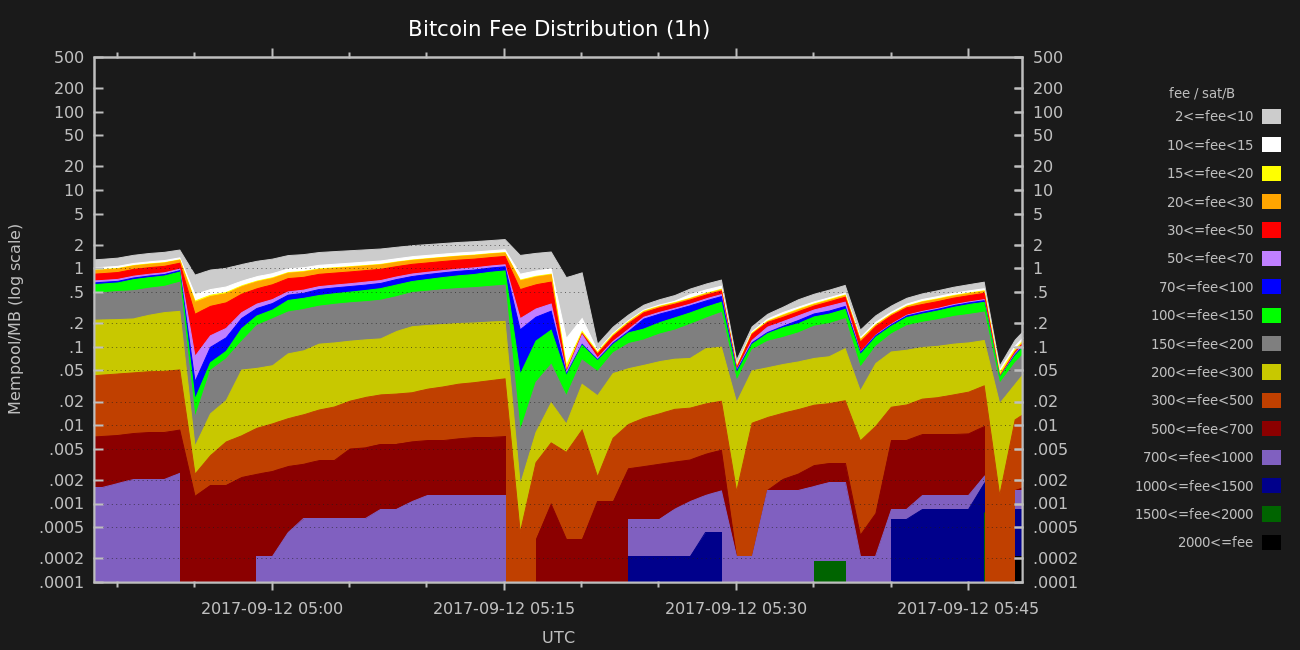 Bitcoin Fee Distribution (1h)
500
200
100
50
20
10
5
2
1
.5
.2
.1
.05
.02
.01
.005
.002
.001
.0005
.0002
.0001
Mempool/MB (log scale)
500
200
100
50
20
10
5
2
1
.5
.2
.1
.05
.02
.01
.005
.002
.001
.0005
.0002
.0001
2017-09-12 05:00
2017-09-12 05:15
2017-09-12 05:30
2017-09-12 05:45
UTC
fee / sat/B
2<=fee<10
10<=fee<15
15<=fee<20
20<=fee<30
30<=fee<50
50<=fee<70
70<=fee<100
100<=fee<150
150<=fee<200
200<=fee<300
300<=fee<500
500<=fee<700
700<=fee<1000
1000<=fee<1500
1500<=fee<2000
2000<=fee